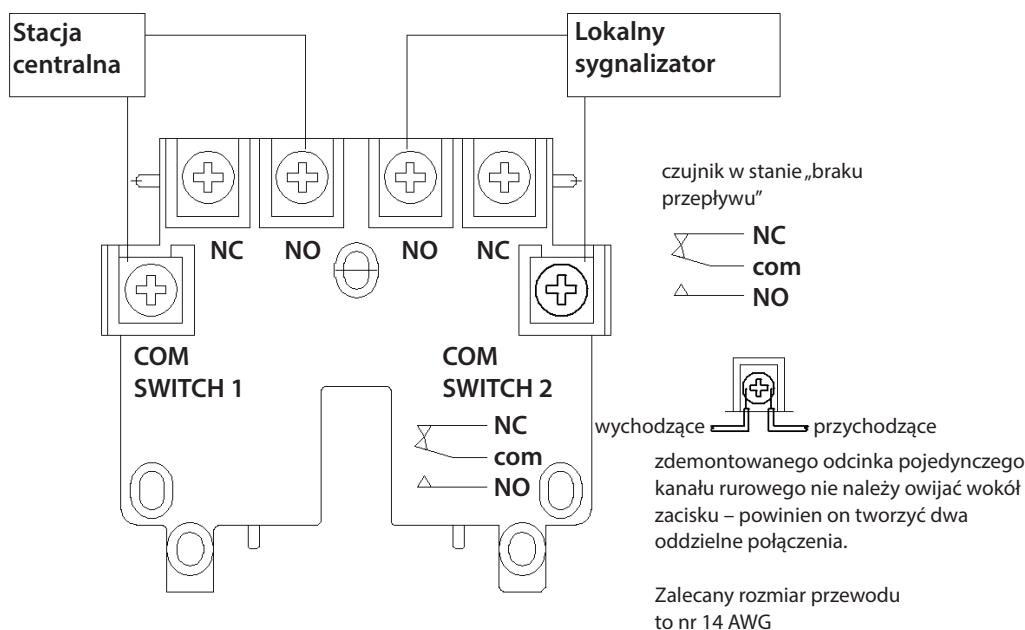 Stacja
centralna
Lokalny
sygnalizator
NC NO NO NC
COM
SWITCH 1
COM
SWITCH 2
NC
com
NO
czujnik w stanie „braku
przepływu”
NC
com
NO
wychodzące przychodzące
zdemontowanego odcinka pojedynczego
kanału rurowego nie należy owijać wokół
zacisku – powinien on tworzyć dwa
oddzielne połączenia.
Zalecany rozmiar przewodu
to nr 14 AWG